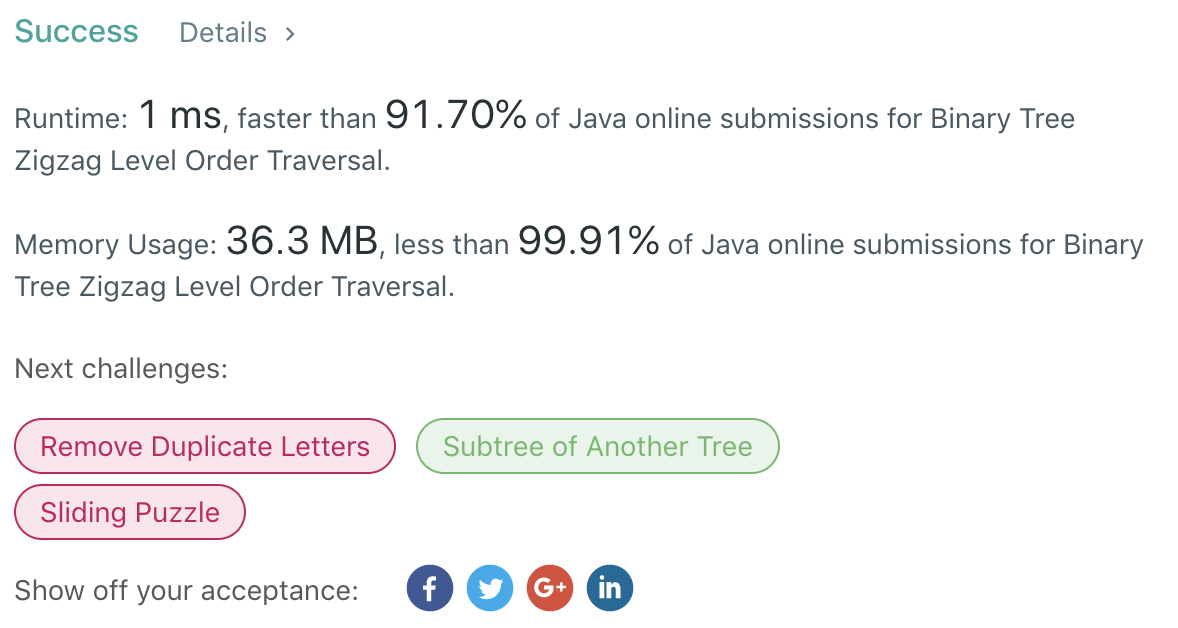 Success Details >
Runtime: 1 ms, faster than 91.70% of Java online submissions for Binary Tree
Zigzag Level Order Traversal.
Memory Usage: 36.3 MB, less than 99.91% of Java online submissions for Binary
Tree Zigzag Level Order Traversal.
Next challenges:
Remove Duplicate Letters Subtree of Another Tree
Sliding Puzzle
Show off your acceptance: f G+ in